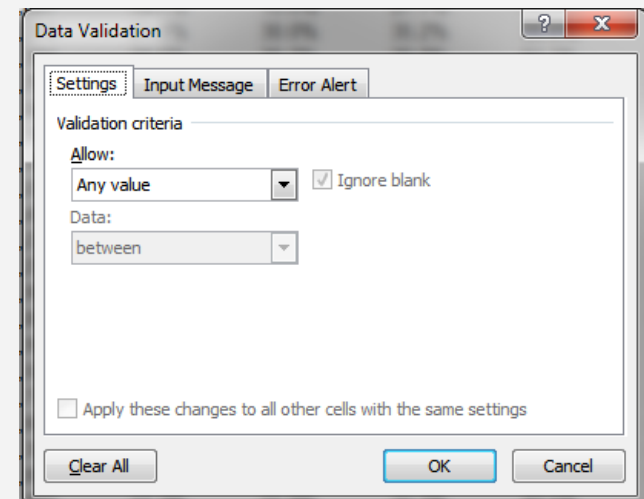 Data Validation
Settings Input Message Error Alert
Validation criteria
Allow:
Any value Ignore blank
Data:
between
Apply these changes to all other cells with the same settings
Clear All OK Cancel